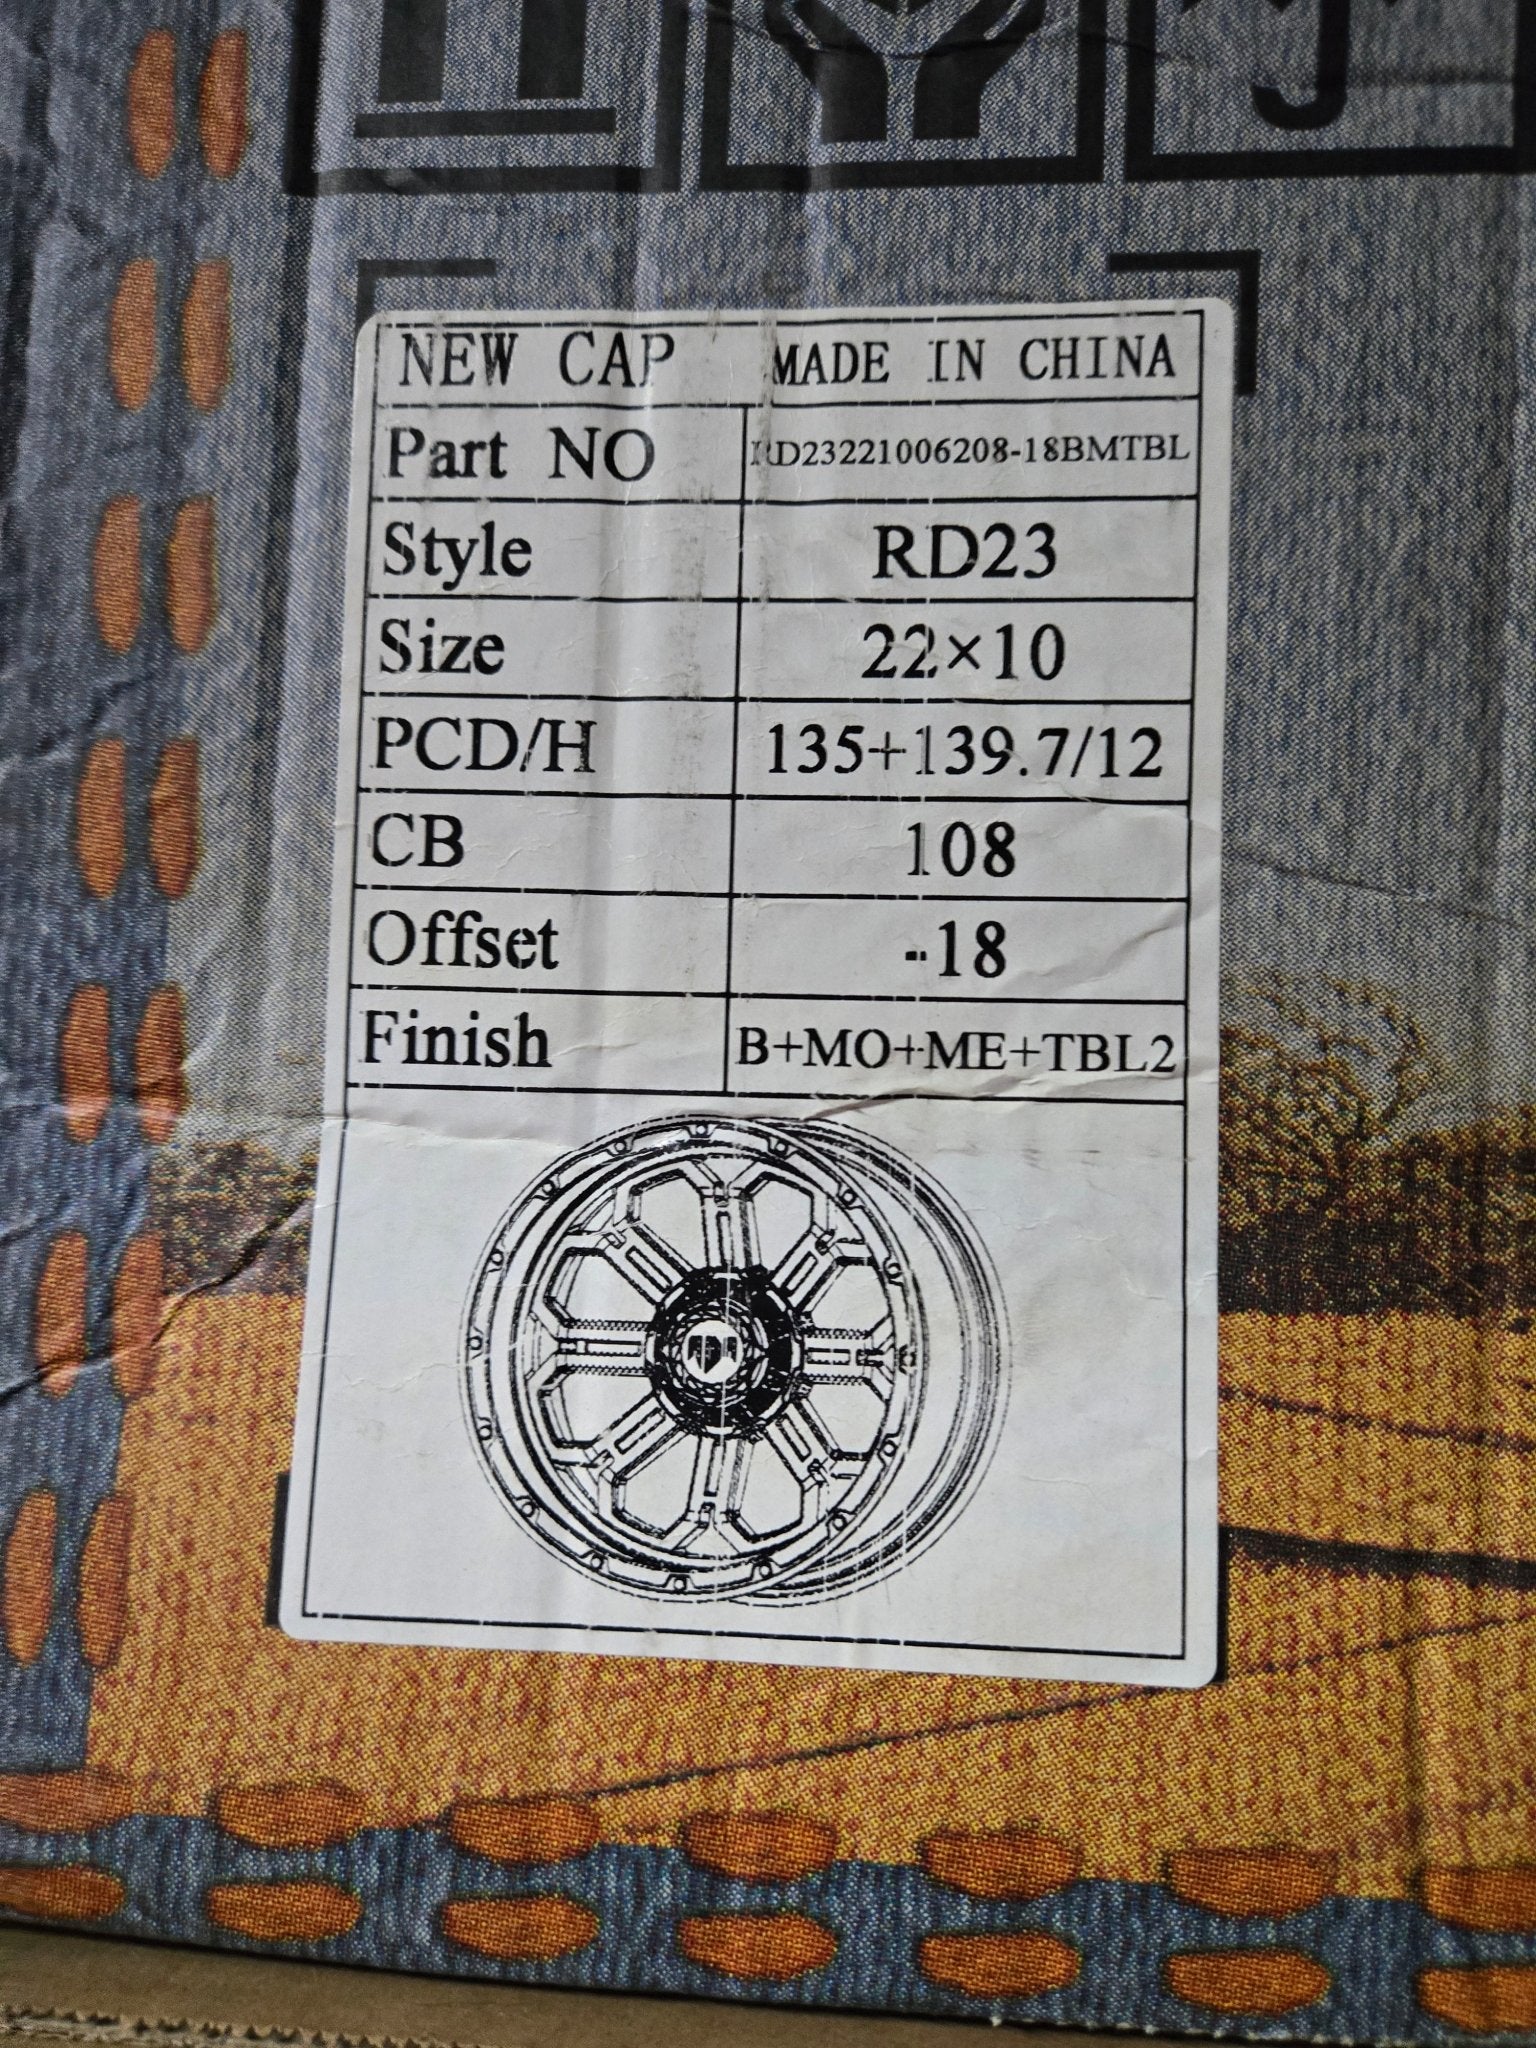 NEW CAP MADE IN CHINA
Part NO RD23221006208-18BMTBL
Style RD23
Size 22×10
PCD/H 135+139.7/12
CB 108
Offset -18
Finish B+MO+ME+TBL2